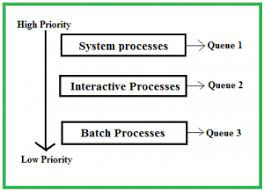 High Priority
System processes Queue 1
Interactive Processes Queue 2
Batch Processes Queue 3
Low Priority